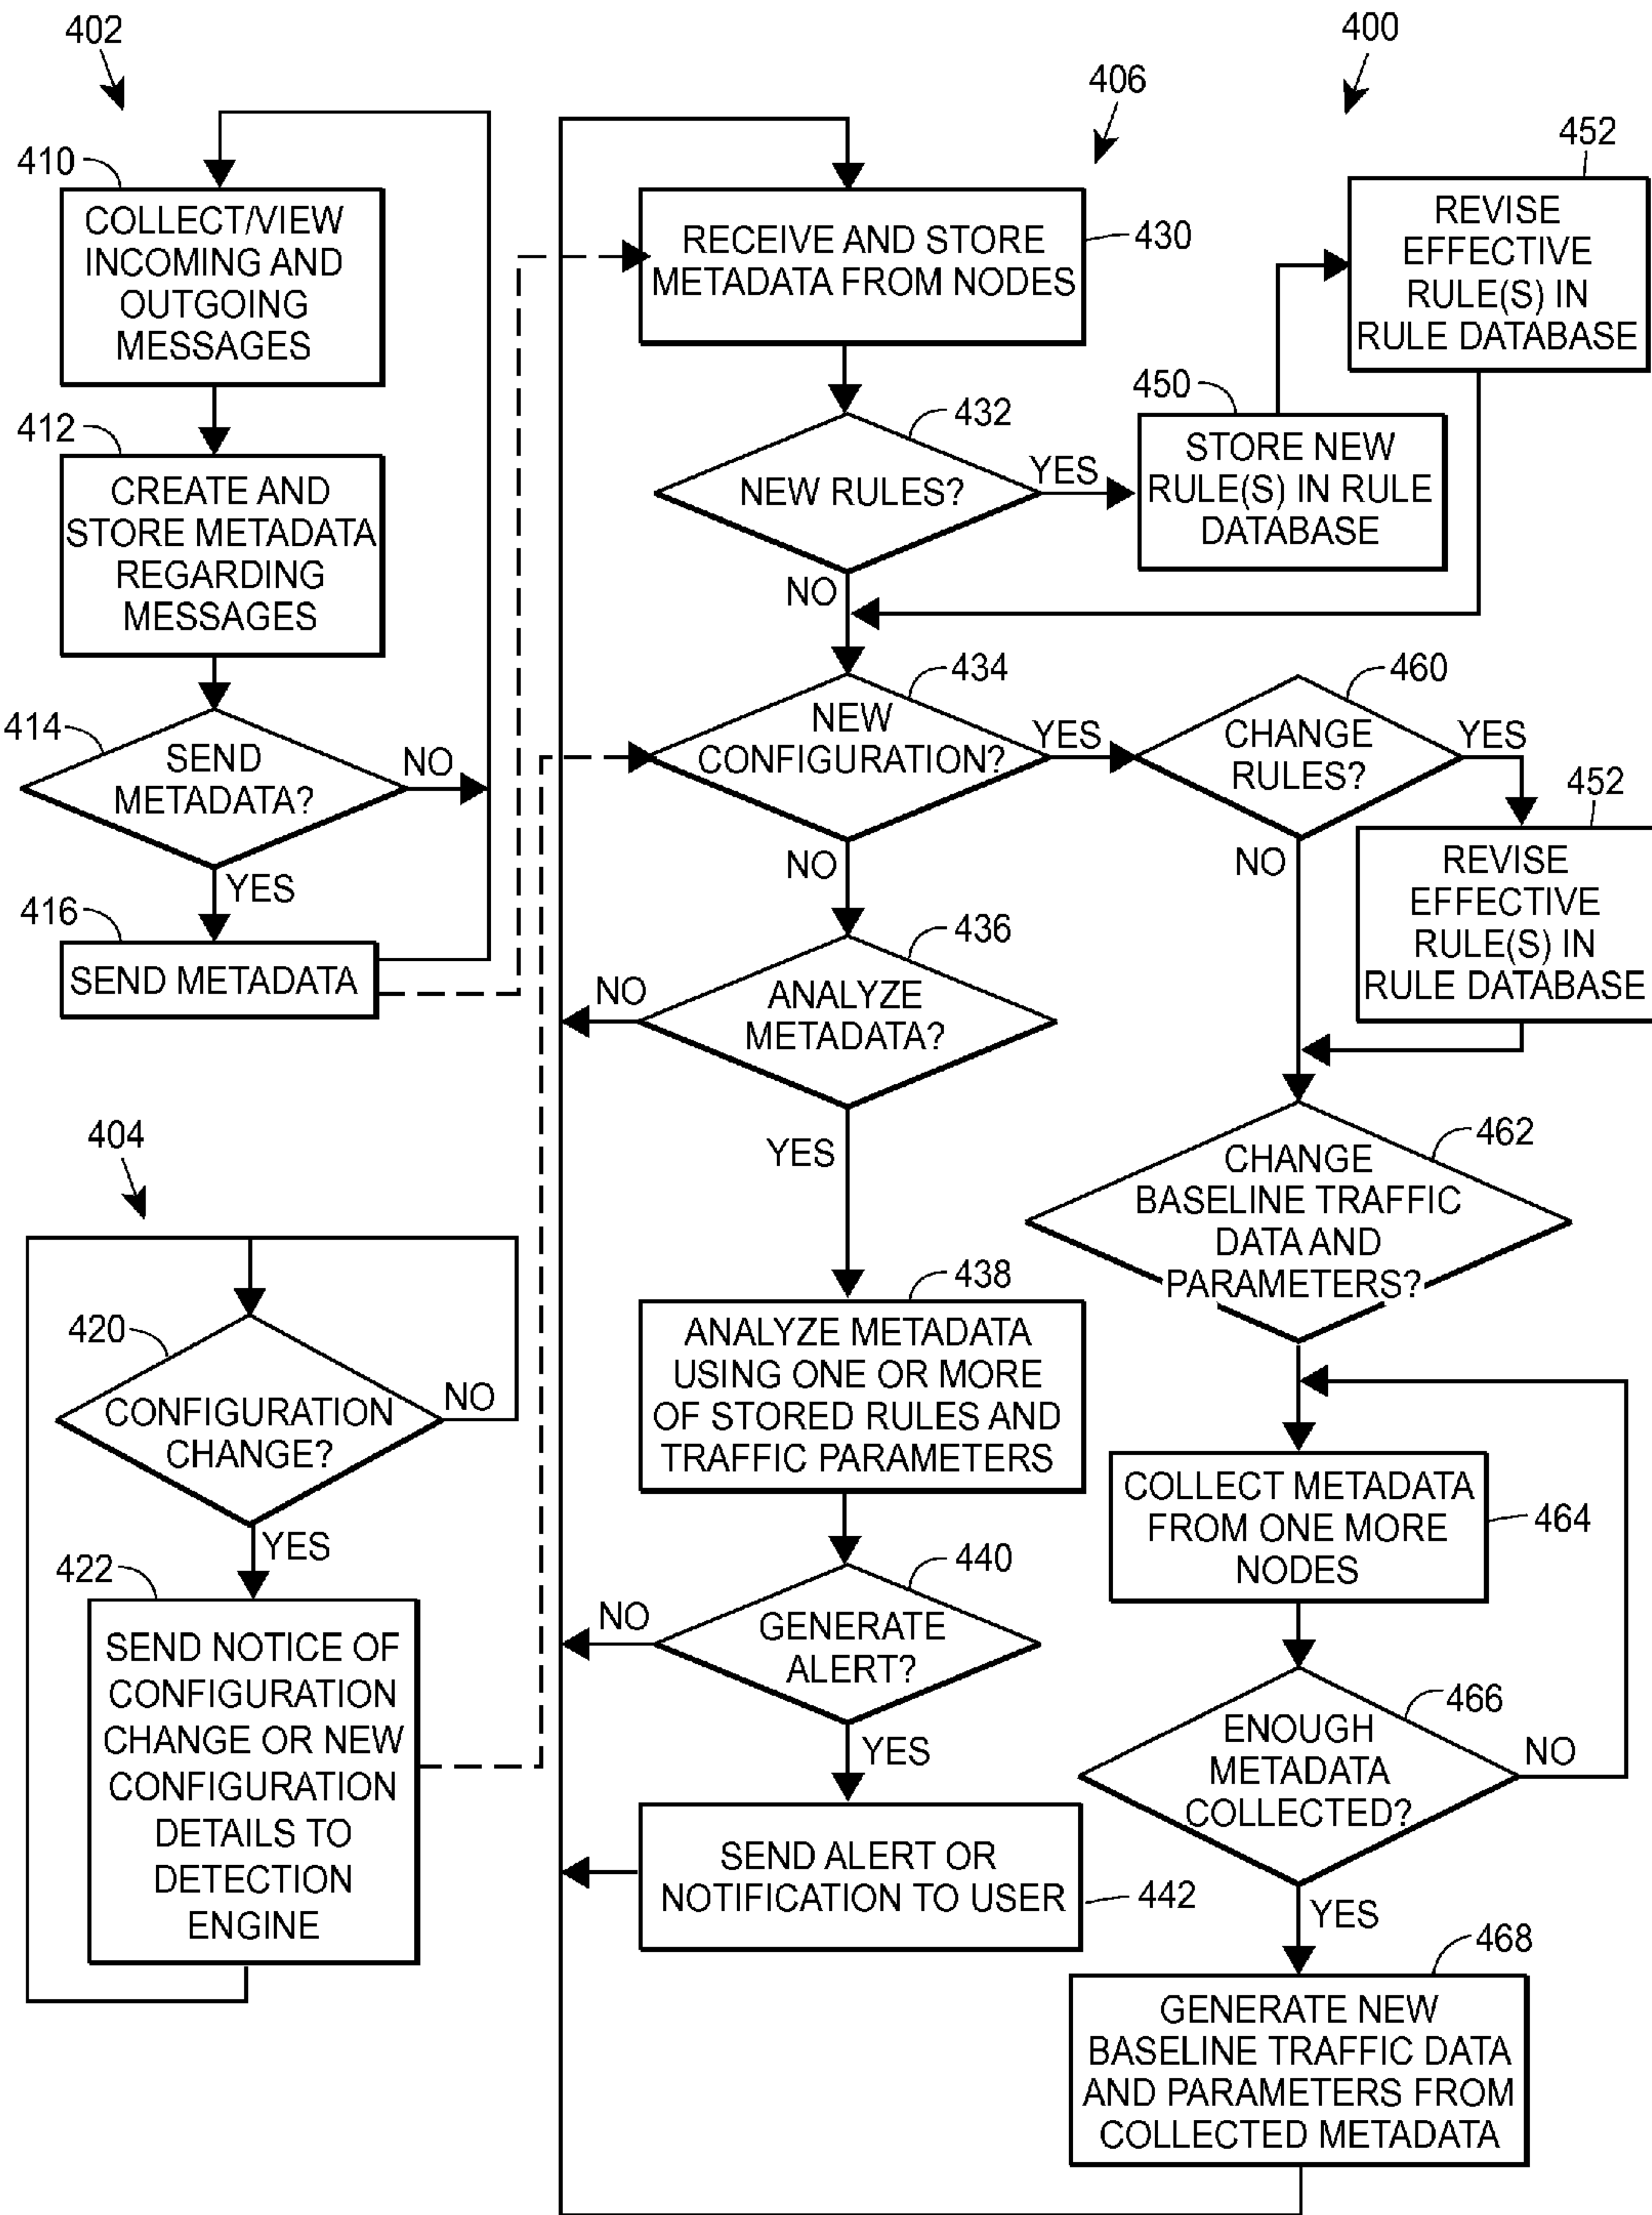 402
400
406
410
COLLECT/VIEW
INCOMING AND
OUTGOING
MESSAGES
412
CREATE AND
STORE METADATA
REGARDING
MESSAGES
414
SEND
METADATA?
NO
YES
416
SEND METADATA
404
420
CONFIGURATION
CHANGE?
NO
YES
422
SEND NOTICE OF
CONFIGURATION
CHANGE OR NEW
CONFIGURATION
DETAILS TO
DETECTION
ENGINE
RECEIVE AND STORE
METADATA FROM NODES
430
432
NEW RULES?
YES
NO
450
STORE NEW
RULE(S) IN RULE
DATABASE
452
REVISE
EFFECTIVE
RULE(S) IN
RULE DATABASE
434
NEW
CONFIGURATION?
YES
NO
436
ANALYZE
METADATA?
NO
YES
438
ANALYZE METADATA
USING ONE OR MORE
OF STORED RULES AND
TRAFFIC PARAMETERS
440
GENERATE
ALERT?
NO
YES
SEND ALERT OR
NOTIFICATION TO USER
442
460
CHANGE
RULES?
YES
NO
452
REVISE
EFFECTIVE
RULE(S) IN
RULE DATABASE
462
CHANGE
BASELINE TRAFFIC
DATA AND
PARAMETERS?
COLLECT METADATA
FROM ONE MORE
NODES
464
466
ENOUGH
METADATA
COLLECTED?
NO
YES
468
GENERATE NEW
BASELINE TRAFFIC DATA
AND PARAMETERS FROM
COLLECTED METADATA